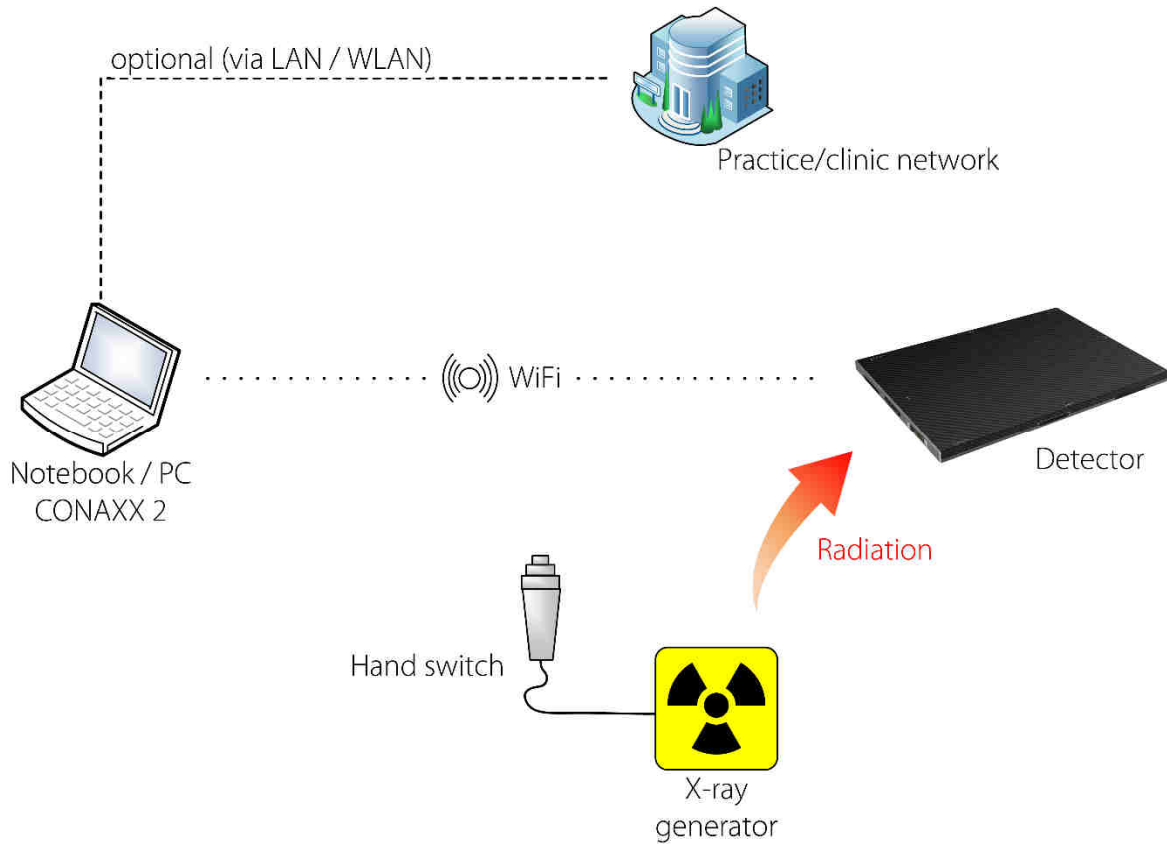 optional (via LAN / WLAN)
Practice/clinic network
WiFi
Notebook / PC
CONAXX 2
Detector
Radiation
Hand switch
X-ray
generator